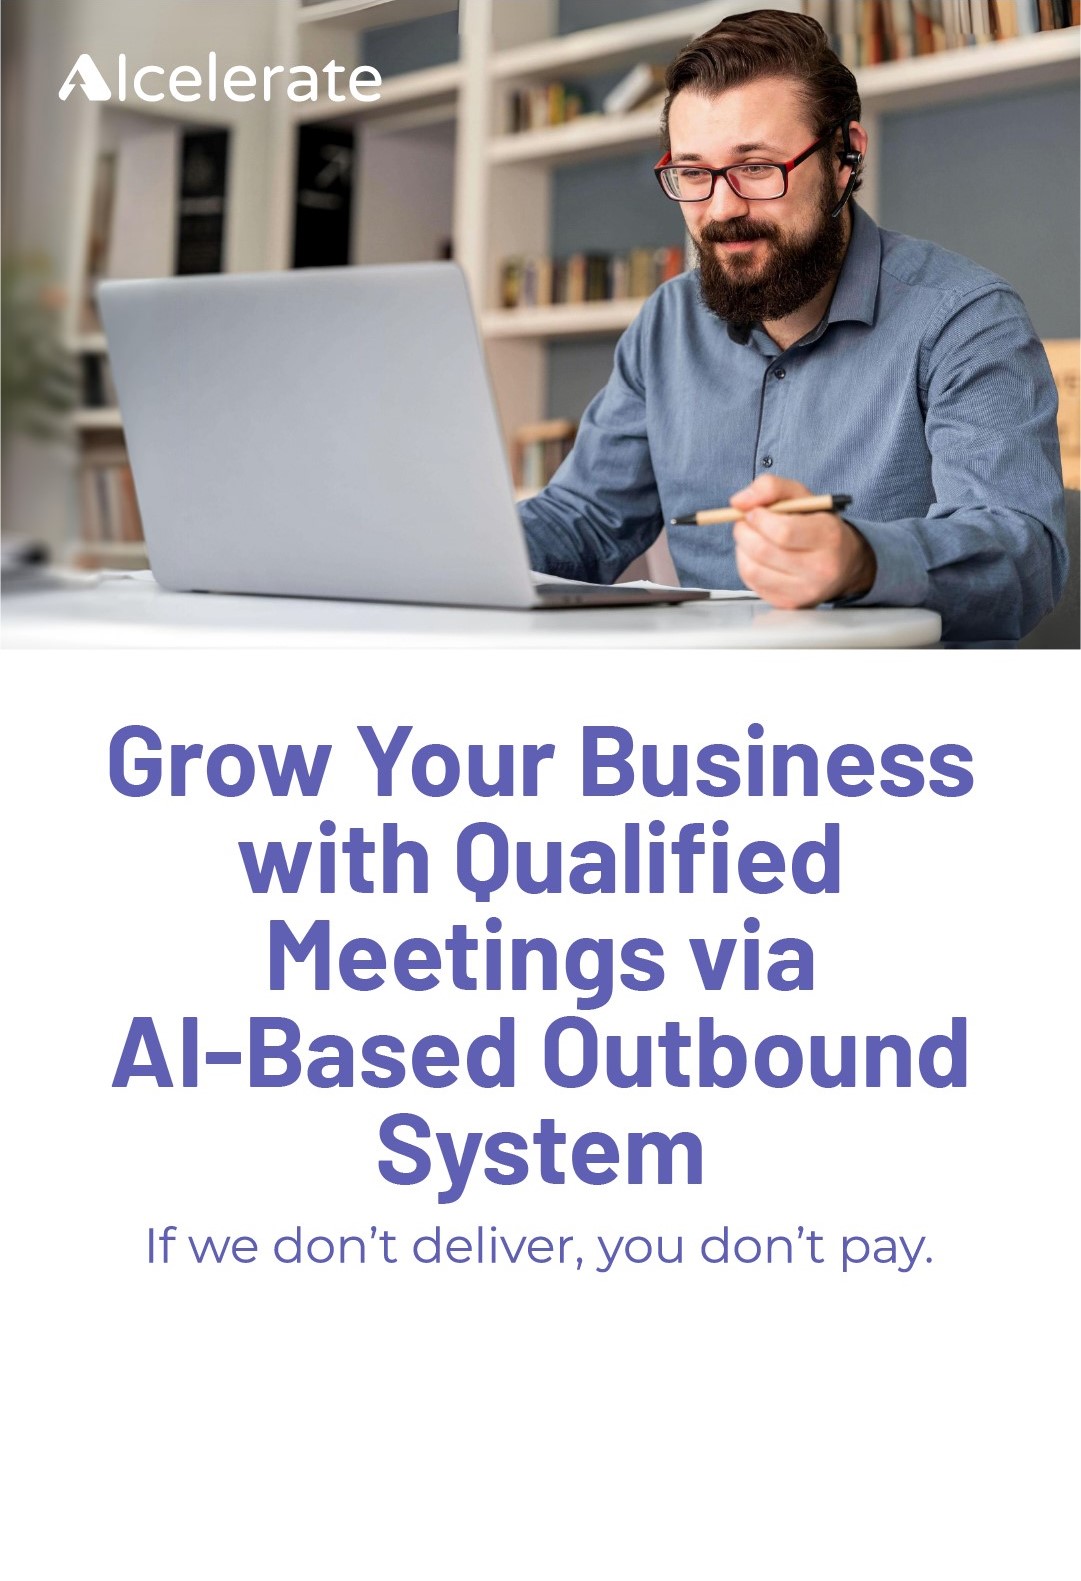 AIcelerate
Grow Your Business
with Qualified
Meetings via
AI-Based Outbound
System
If we don’t deliver, you don’t pay.